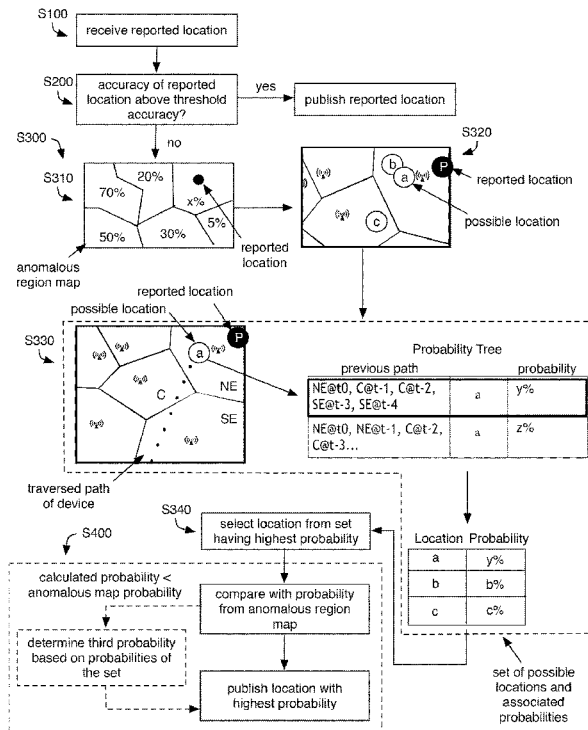 S100
receive reported location
S200
accuracy of reported
location above threshold
accuracy?
yes
publish reported location
no
S300
S310
20%
70%
x%
5%
50%
30%
anomalous
region map
reported
location
S320
b
a
P
c
reported location
possible location
reported location
possible location
S330
P
a
C
NE
SE
traversed path
of device
Probability Tree
previous path
probability
NE@t0, C@t-1, C@t-2,
SE@t-3, SE@t-4
a
y%
NE@t0, NE@t-1, C@t-2,
C@t-3...
a
z%
S340
select location from set
having highest probability
Location Probability
a y%
b b%
c c%
S400
calculated probability <
anomalous map probability
compare with probability
from anomalous region
map
determine third probability
based on probabilities of
the set
publish location with
highest probability
set of possible
locations and
associated
probabilities